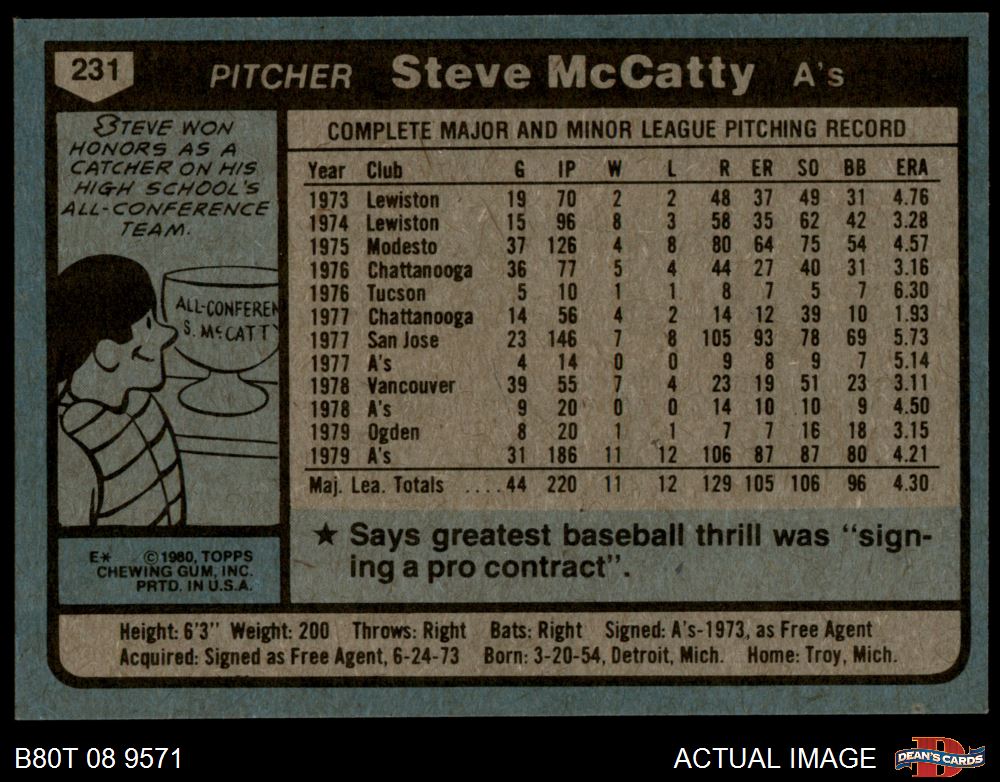 231 PITCHER Steve McCatty A's
STEVE WON
HONORS AS A
CATCHER ON HIS
HIGH SCHOOL'S
ALL-CONFERENCE
TEAM.
ALL-CONFEREN
S. McCATTY
E* ©1980, TOPPS
CHEWING GUM, INC.
PRTD. IN U.S.A.
COMPLETE MAJOR AND MINOR LEAGUE PITCHING RECORD
Year Club G IP W L R ER SO BB ERA
1973 Lewiston 19 70 2 2 48 37 49 31 4.76
1974 Lewiston 15 96 8 3 58 35 62 42 3.28
1975 Modesto 37 126 4 8 80 64 75 54 4.57
1976 Chattanooga 36 77 5 4 44 27 40 31 3.16
1976 Tucson 5 10 1 1 8 7 5 7 6.30
1977 Chattanooga 14 56 4 2 14 12 39 10 1.93
1977 San Jose 23 146 7 8 105 93 78 69 5.73
1977 A's 4 14 0 0 9 8 9 7 5.14
1978 Vancouver 39 55 7 4 23 19 51 23 3.11
1978 A's 9 20 0 0 14 10 10 9 4.50
1979 Ogden 8 20 1 1 7 7 16 18 3.15
1979 A's 31 186 11 12 106 87 87 80 4.21
Maj. Lea. Totals ....44 220 11 12 129 105 106 96 4.30
★ Says greatest baseball thrill was "sign-
ing a pro contract".
Height: 6'3" Weight: 200 Throws: Right Bats: Right Signed: A's-1973, as Free Agent
Acquired: Signed as Free Agent, 6-24-73 Born: 3-20-54, Detroit, Mich. Home: Troy, Mich.
B80T 08 9571 ACTUAL IMAGE D DEAN'S CARDS